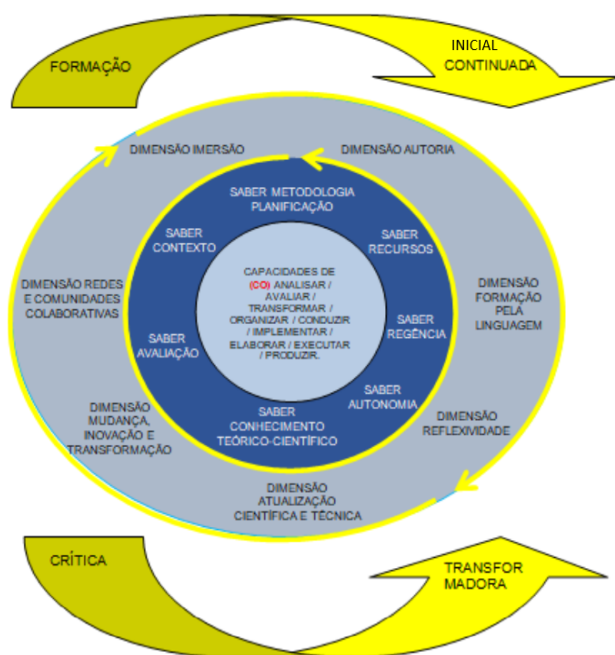 FORMAÇÃO
INICIAL
CONTINUADA
DIMENSÃO IMERSÃO
DIMENSÃO AUTORIA
SABER METODOLOGIA
PLANIFICAÇÃO
SABER
CONTEXTO
SABER
RECURSOS
DIMENSÃO REDES
E COMUNIDADES
COLABORATIVAS
CAPACIDADES DE
(CO) ANALISAR /
AVALIAR /
TRANSFORMAR /
ORGANIZAR / CONDUZIR
/ IMPLEMENTAR /
ELABORAR / EXECUTAR
/ PRODUZIR.
DIMENSÃO
FORMAÇÃO
PELA
LINGUAGEM
SABER
AVALIAÇÃO
SABER
REGÊNCIA
SABER
AUTONOMIA
SABER
CONHECIMENTO
TEÓRICO-CIENTÍFICO
DIMENSÃO
MUDANÇA,
INOVAÇÃO E
TRANSFORMAÇÃO
DIMENSÃO
REFLEXIVIDADE
DIMENSÃO
ATUALIZAÇÃO
CIENTÍFICA E TÉCNICA
CRÍTICA
TRANSFOR
MADORA